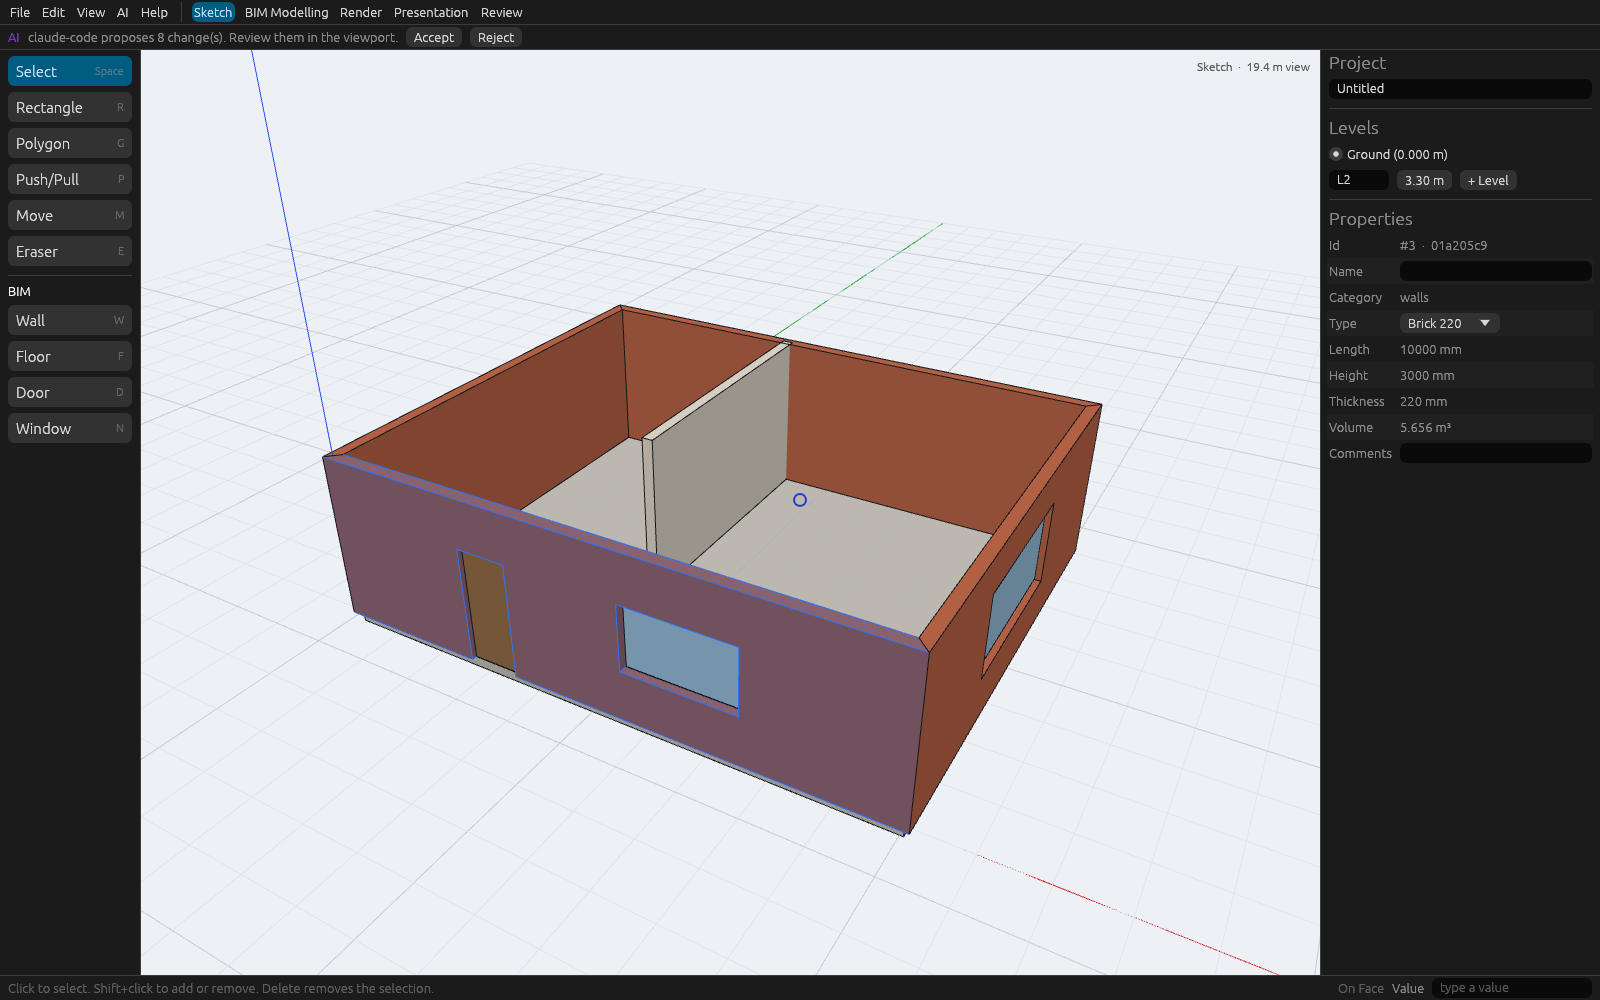 File Edit View AI Help Sketch BIM Modelling Render Presentation Review
AI claude-code proposes 8 change(s). Review them in the viewport. Accept Reject
Select Space
Rectangle R
Polygon G
Push/Pull P
Move M
Eraser E
BIM
Wall W
Floor F
Door D
Window N
Sketch · 19.4 m view
Project
Untitled
Levels
Ground (0.000 m)
L2 3.30 m + Level
Properties
Id #3 · 01a205c9
Name
Category walls
Type Brick 220
Length 10000 mm
Height 3000 mm
Thickness 220 mm
Volume 5.656 m³
Comments
Click to select. Shift+click to add or remove. Delete removes the selection.
On Face Value type a value